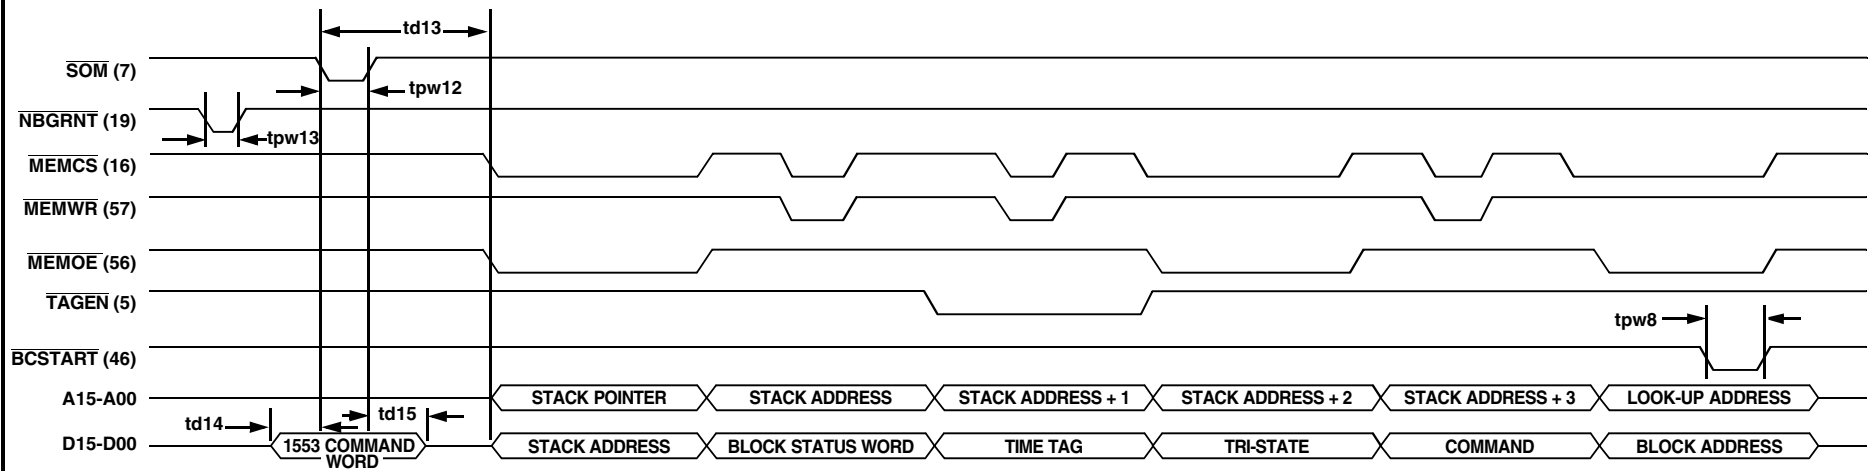 td13
SOM (7)
tpw12
NBGRNT (19)
tpw13
MEMCS (16)
MEMWR (57)
MEMOE (56)
TAGEN (5)
tpw8
BCSTART (46)
A15-A00 STACK POINTER STACK ADDRESS STACK ADDRESS + 1 STACK ADDRESS + 2 STACK ADDRESS + 3 LOOK-UP ADDRESS
td14 td15
D15-D00 1553 COMMAND WORD STACK ADDRESS BLOCK STATUS WORD TIME TAG TRI-STATE COMMAND BLOCK ADDRESS